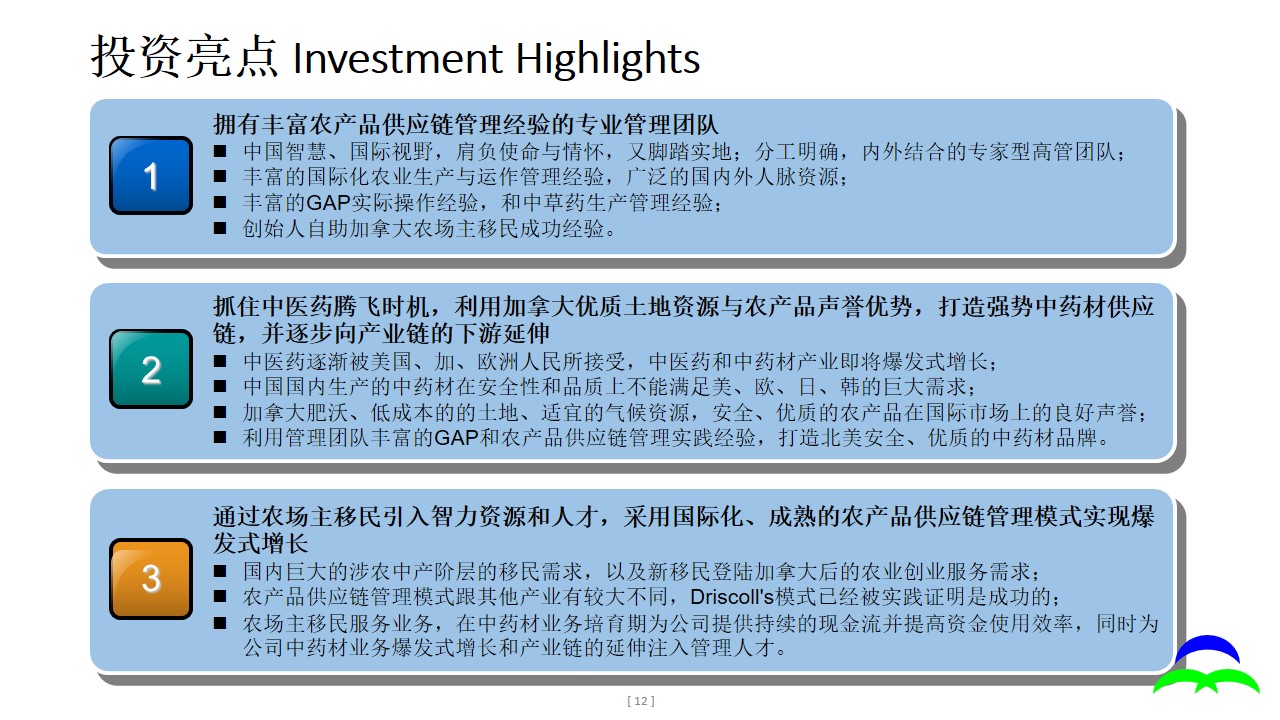 投资亮点 Investment Highlights
1
拥有丰富农产品供应链管理经验的专业管理团队
■ 中国智慧、国际视野，肩负使命与情怀，又脚踏实地；分工明确，内外结合的专家型高管团队；
■ 丰富的国际化农业生产与运作管理经验，广泛的国内外人脉资源；
■ 丰富的GAP实际操作经验，和中草药生产管理经验；
■ 创始人自助加拿大农场主移民成功经验。
2
抓住中医药腾飞时机，利用加拿大优质土地资源与农产品声誉优势，打造强势中药材供应
链，并逐步向产业链的下游延伸
■ 中医药逐渐被美国、加、欧洲人民所接受，中医药和中药材产业即将爆发式增长；
■ 中国国内生产的中药材在安全性和品质上不能满足美、欧、日、韩的巨大需求；
■ 加拿大肥沃、低成本的的土地、适宜的气候资源，安全、优质的农产品在国际市场上的良好声誉；
■ 利用管理团队丰富的GAP和农产品供应链管理实践经验，打造北美安全、优质的中药材品牌。
3
通过农场主移民引入智力资源和人才，采用国际化、成熟的农产品供应链管理模式实现爆
发式增长
■ 国内巨大的涉农中产阶层的移民需求，以及新移民登陆加拿大后的农业创业服务需求；
■ 农产品供应链管理模式跟其他产业有较大不同，Driscoll's模式已经被实践证明是成功的；
■ 农场主移民服务业务，在中药材业务培育期为公司提供持续的现金流并提高资金使用效率，同时为
公司中药材业务爆发式增长和产业链的延伸注入管理人才。
[ 12 ]